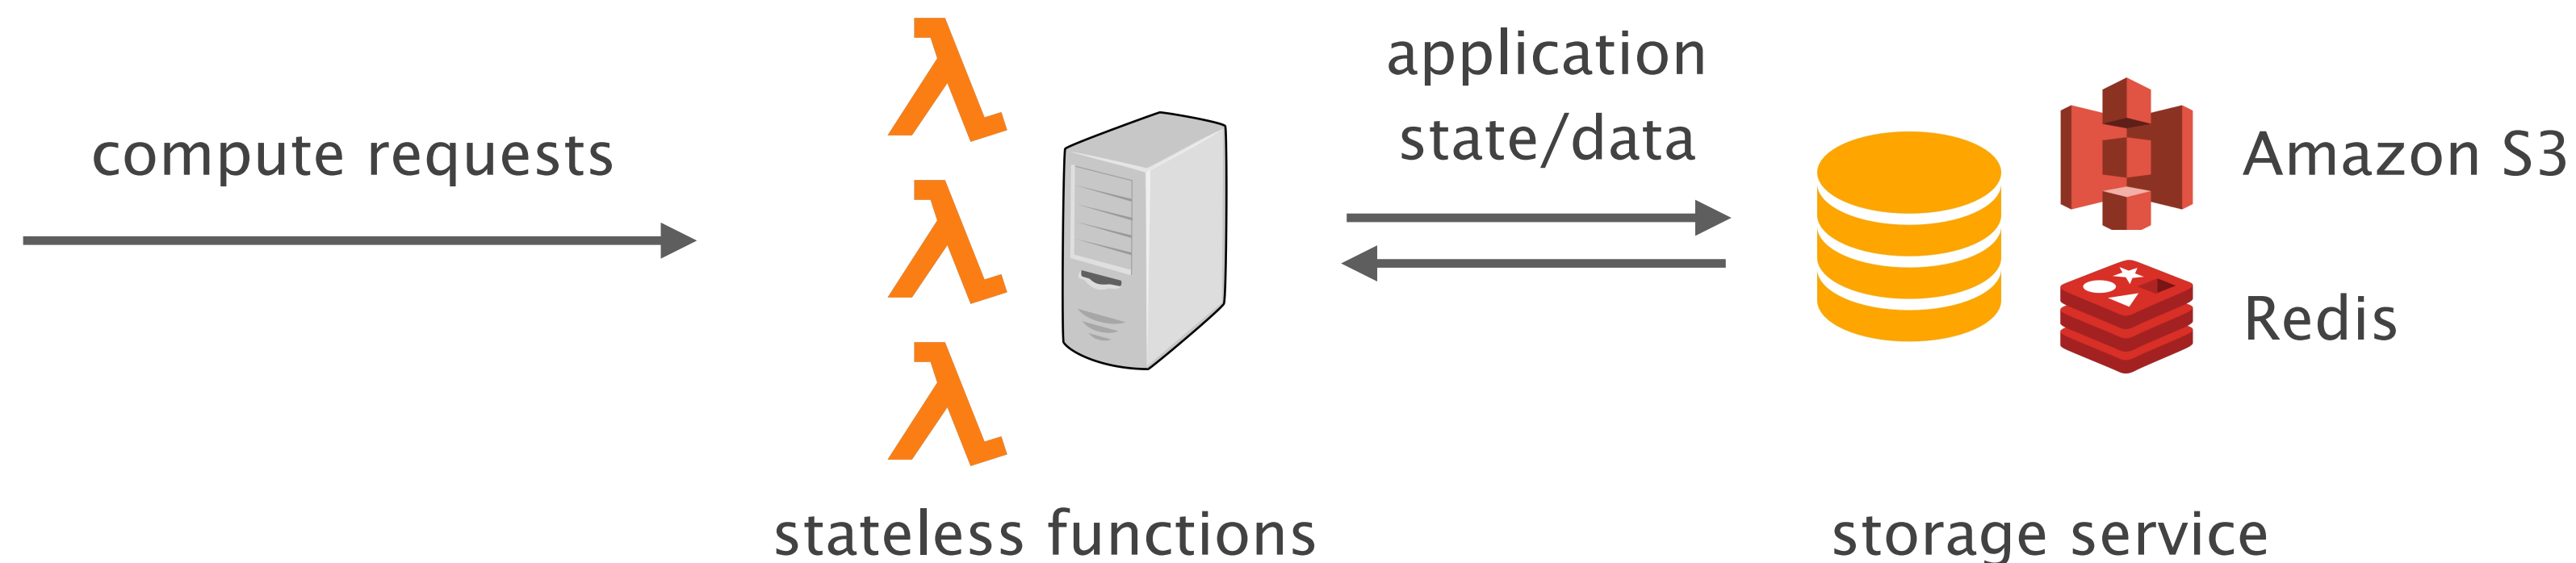 compute requests
application
state/data
Amazon S3
Redis
stateless functions
storage service